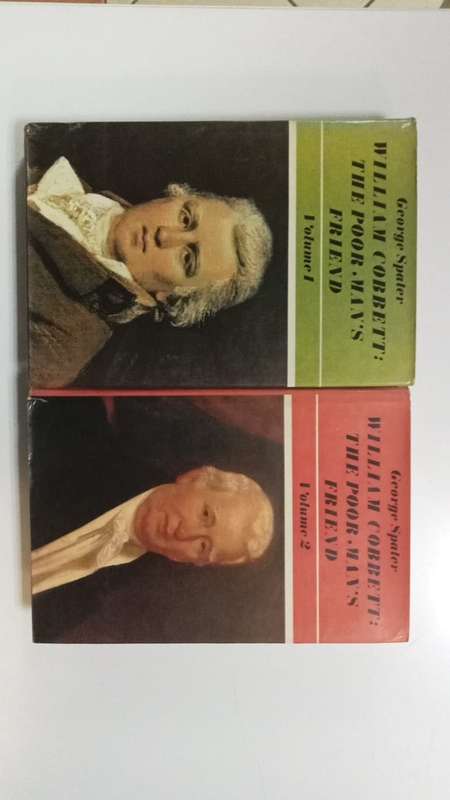 George Spater
WILLIAM COBBETT:
THE POOR MAN'S
FRIEND
Volume 1
George Spater
WILLIAM COBBETT:
THE POOR MAN'S
FRIEND
Volume 2